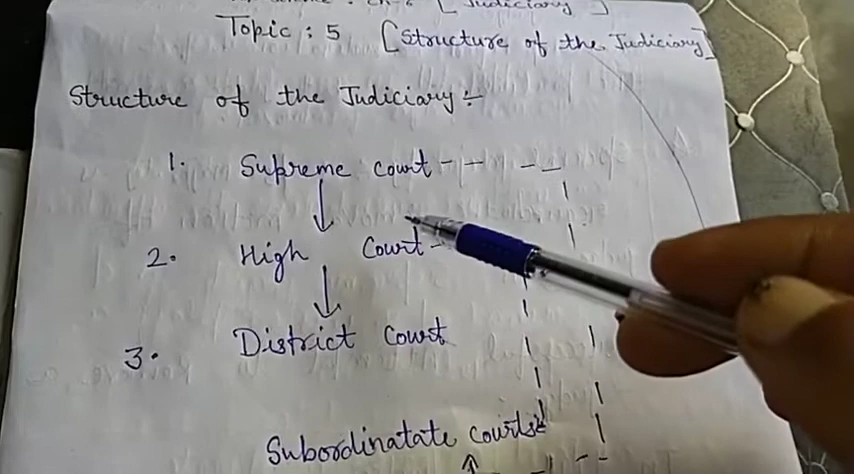 [Judiciary]
Topic : 5 [Structure of the Judiciary]
Structure of the Judiciary :-
1. Supreme Court
2. High Court
3. District Court
Subordinatate Courts